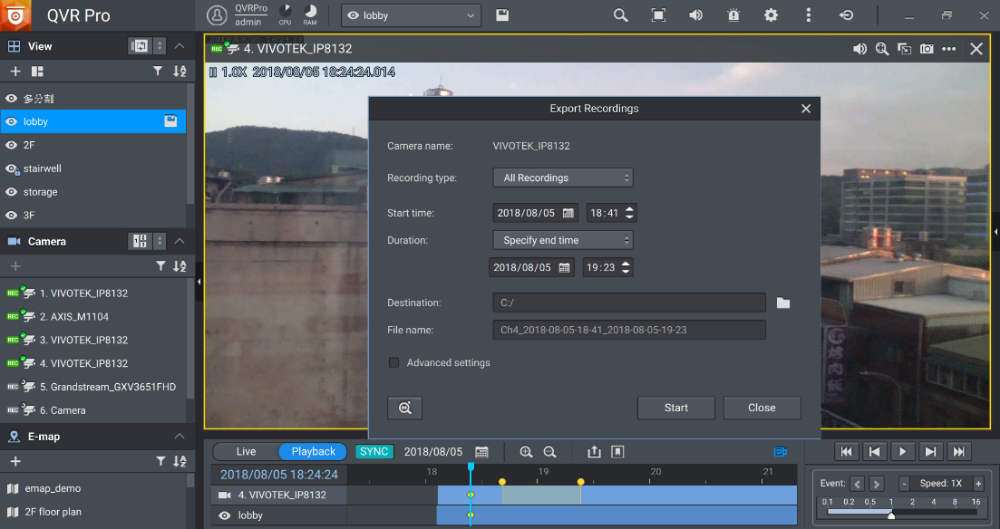 QVR Pro
QVRPro
admin
CPU
RAM
lobby
View
多分割
lobby
2F
stairwell
storage
3F
Camera
REC 1. VIVOTEK_IP8132
REC 2. AXIS_M1104
REC 3. VIVOTEK_IP8132
REC 4. VIVOTEK_IP8132
REC 5. Grandstream_GXV3651FHD
REC 6. Camera
E-map
emap_demo
2F floor plan
REC 4. VIVOTEK_IP8132
1.0X 2018/08/05 18:24:24.014
Export Recordings
Camera name: VIVOTEK_IP8132
Recording type: All Recordings
Start time: 2018/08/05 18:41
Duration: Specify end time
2018/08/05 19:23
Destination: C:/
File name: Ch4_2018-08-05-18-41_2018-08-05-19-23
Advanced settings
Start Close
烤肉飯
Live Playback SYNC 2018/08/05
2018/08/05 18:24:24 18 19 20 21
4. VIVOTEK_IP8132
lobby
Event: - Speed: 1X +
0.1 0.2 0.5 1 2 4 8 16